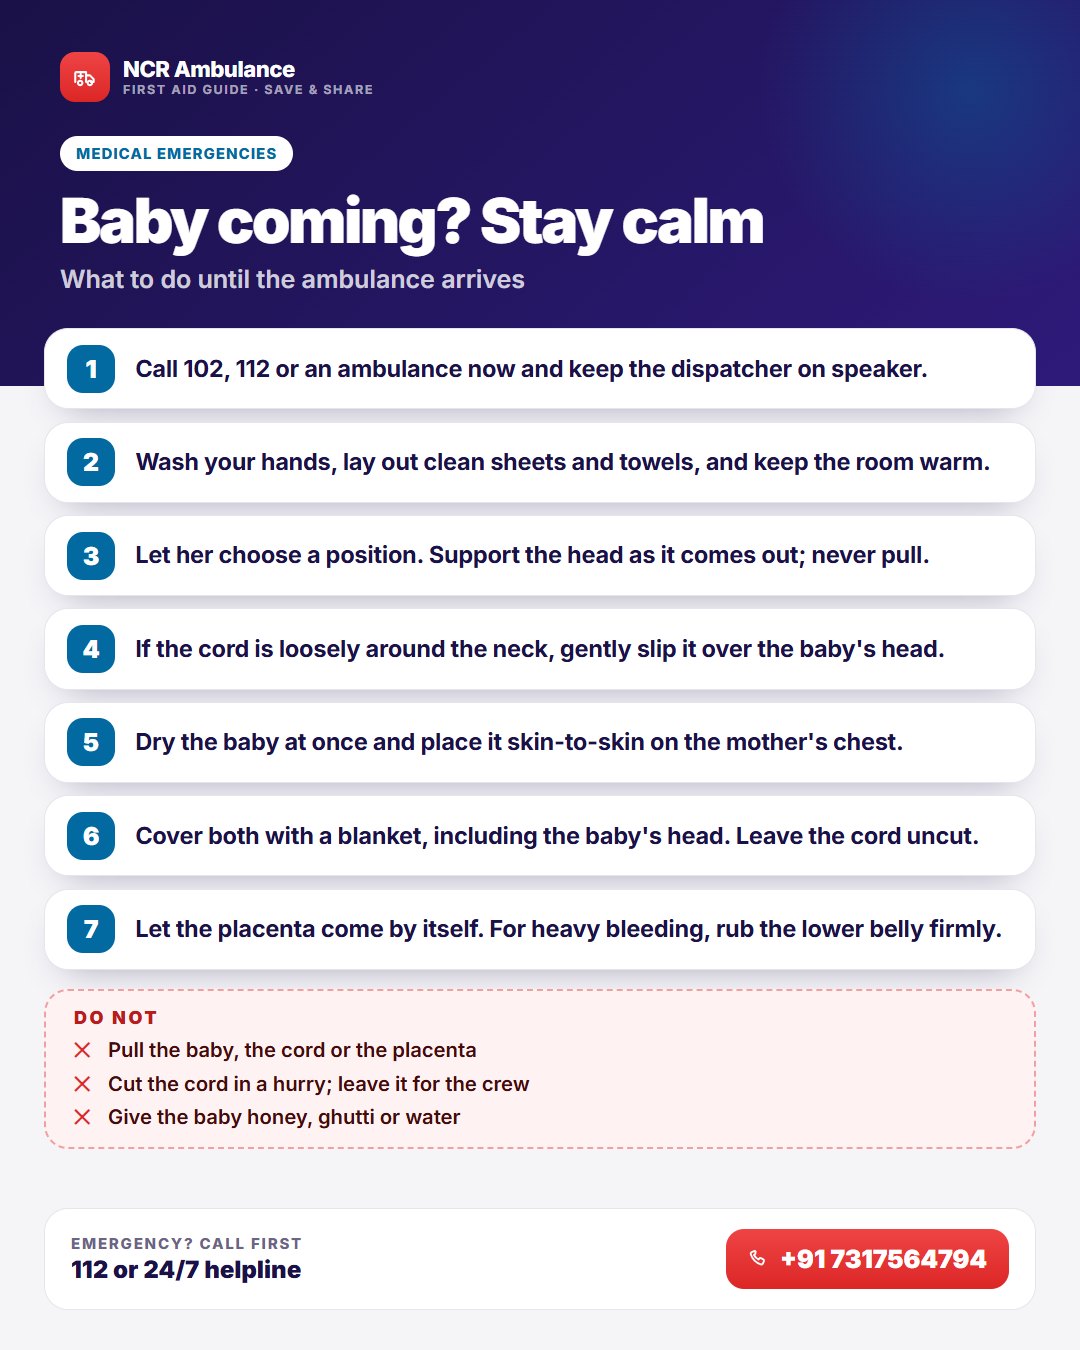 NCR Ambulance
FIRST AID GUIDE · SAVE & SHARE
MEDICAL EMERGENCIES
Baby coming? Stay calm
What to do until the ambulance arrives
1 Call 102, 112 or an ambulance now and keep the dispatcher on speaker.
2 Wash your hands, lay out clean sheets and towels, and keep the room warm.
3 Let her choose a position. Support the head as it comes out; never pull.
4 If the cord is loosely around the neck, gently slip it over the baby's head.
5 Dry the baby at once and place it skin-to-skin on the mother's chest.
6 Cover both with a blanket, including the baby's head. Leave the cord uncut.
7 Let the placenta come by itself. For heavy bleeding, rub the lower belly firmly.
DO NOT
Pull the baby, the cord or the placenta
Cut the cord in a hurry; leave it for the crew
Give the baby honey, ghutti or water
EMERGENCY? CALL FIRST
112 or 24/7 helpline
+91 7317564794